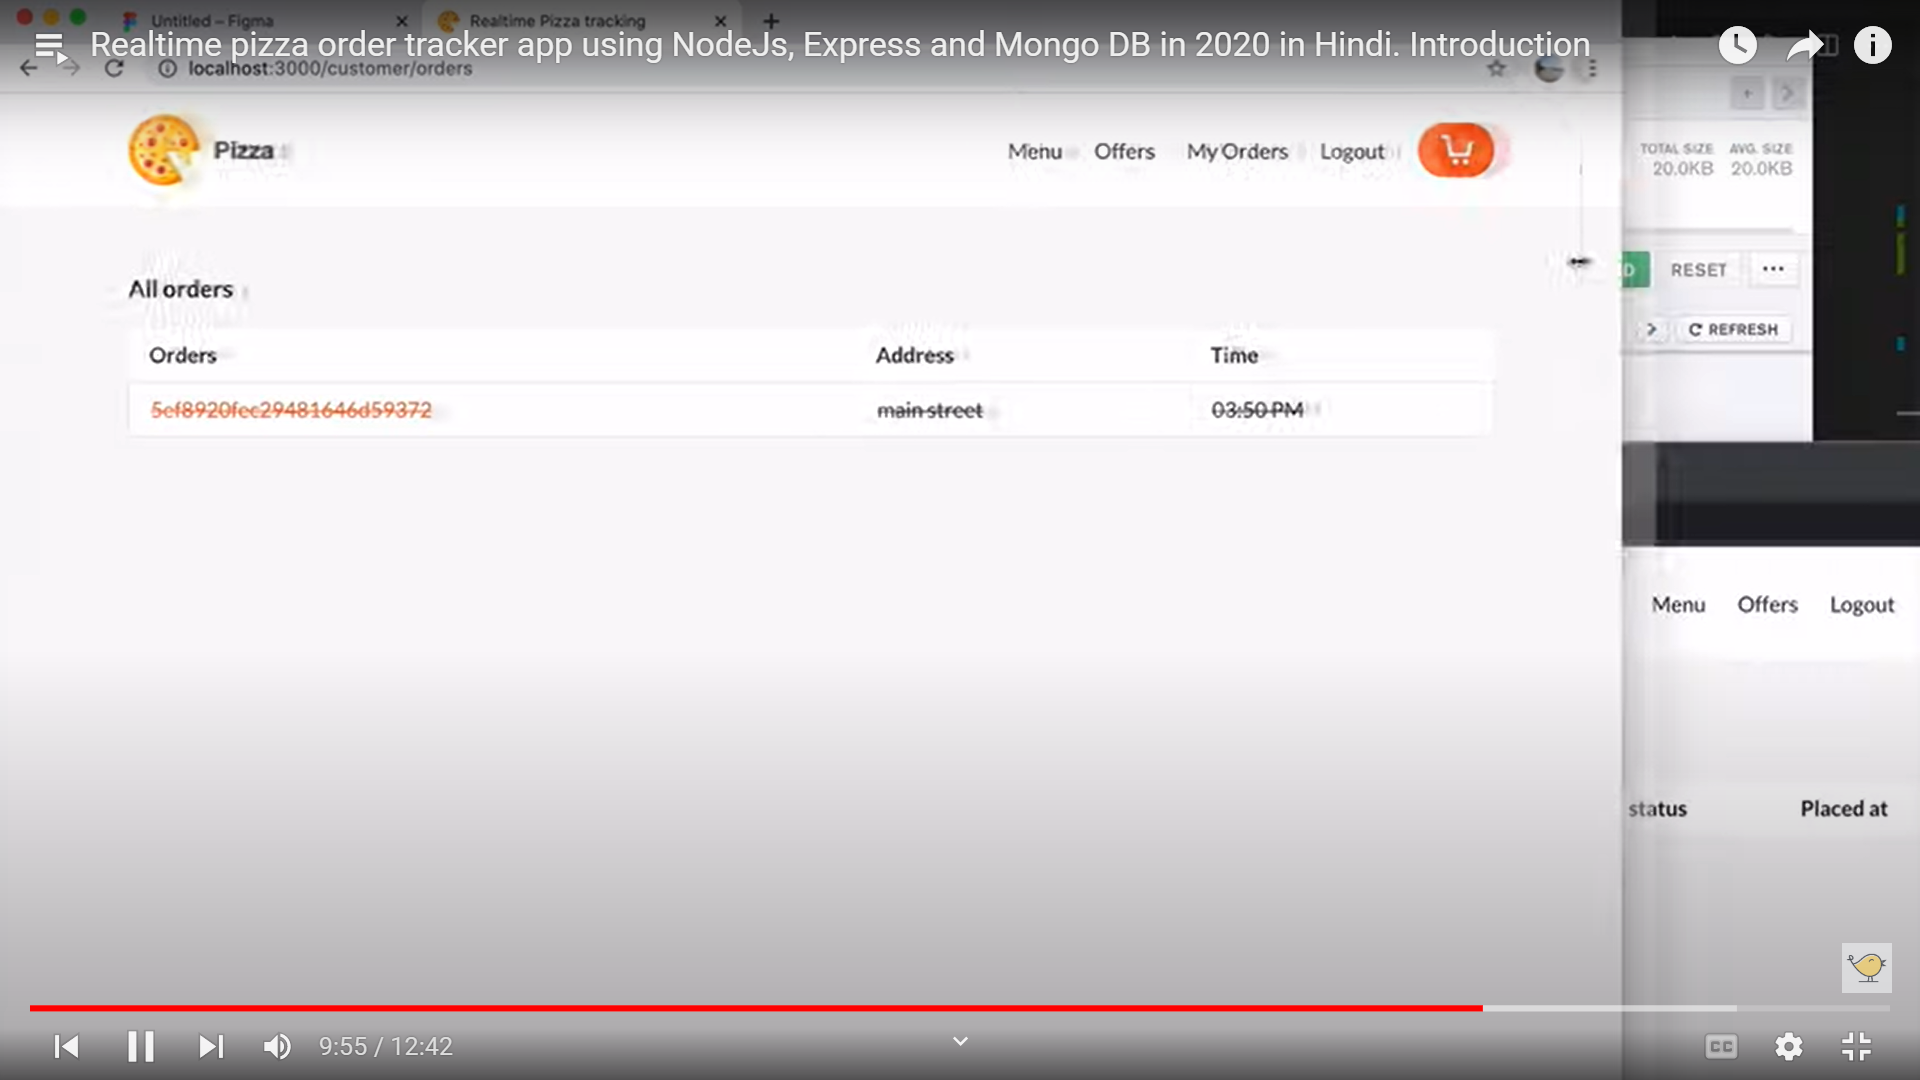 Untitled – Figma
Realtime Pizza tracking
Realtime pizza order tracker app using NodeJs, Express and Mongo DB in 2020 in Hindi. Introduction
localhost:3000/customer/orders
Pizza
Menu Offers My Orders Logout
TOTAL SIZE AVG. SIZE
20.0KB 20.0KB
D RESET
REFRESH
All orders
Orders Address Time
5ef8920fec29481646d59372 main street 03:50 PM
Menu Offers Logout
status Placed at
9:55 / 12:42
CC